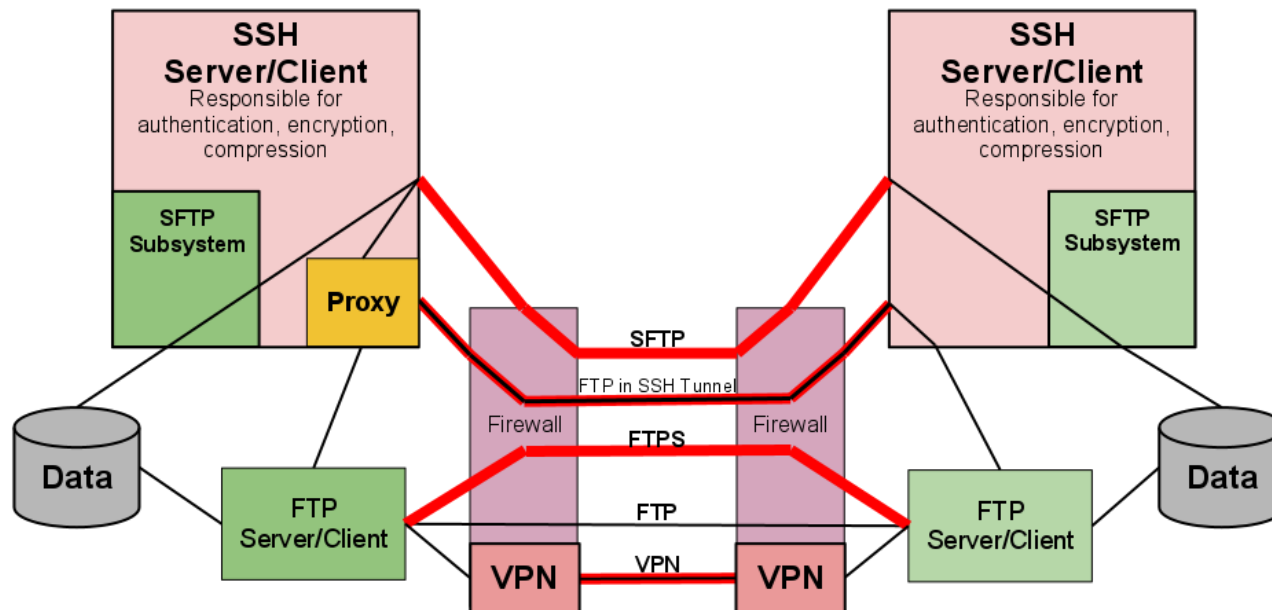 SSH
Server/Client
Responsible for
authentication, encryption,
compression
SFTP
Subsystem
Proxy
Data
FTP
Server/Client
Firewall
VPN
SFTP
FTP in SSH Tunnel
FTPS
FTP
VPN
Firewall
VPN
SSH
Server/Client
Responsible for
authentication, encryption,
compression
SFTP
Subsystem
Data
FTP
Server/Client